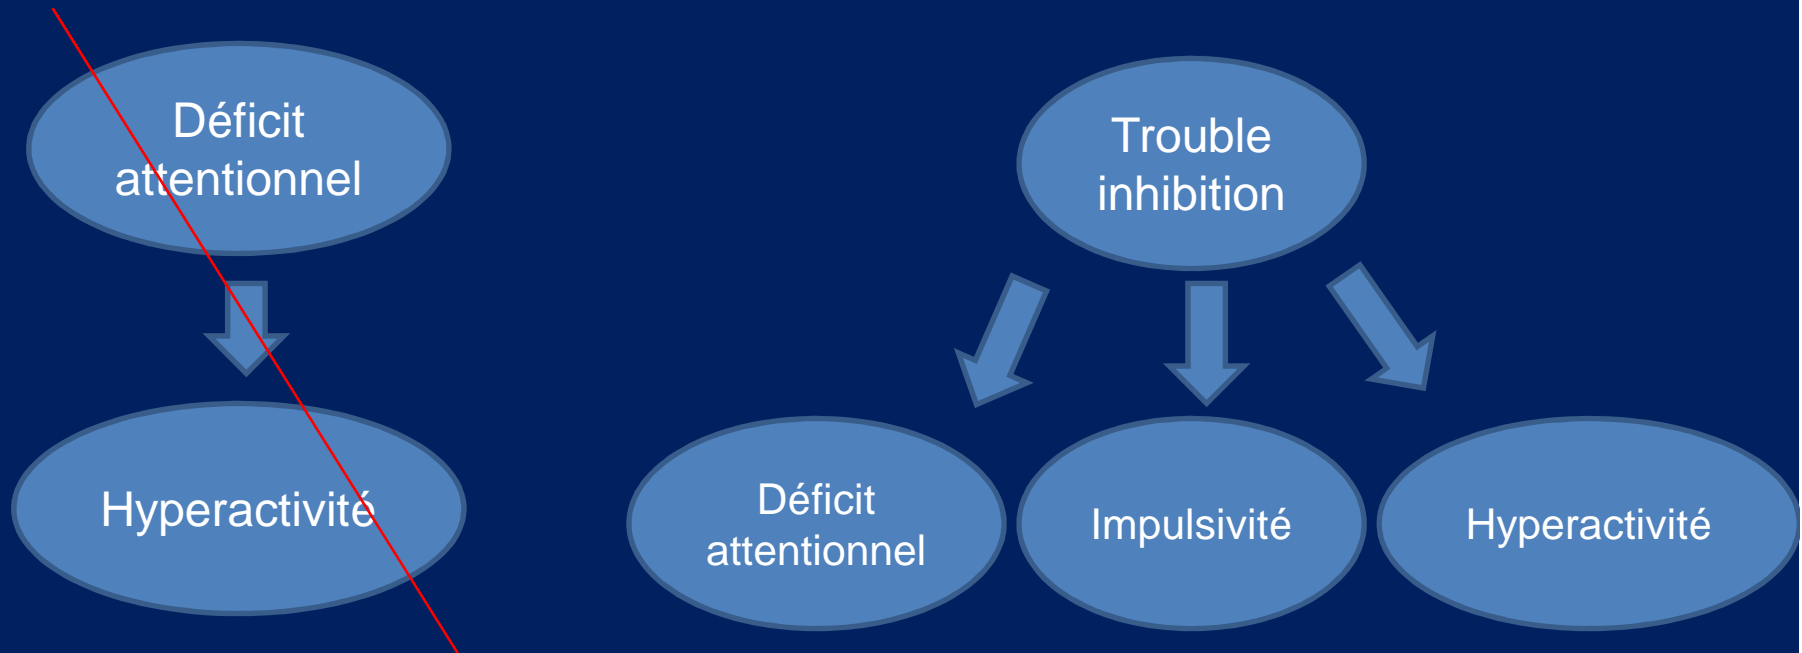 Déficit
attentionnel
Hyperactivité
Trouble
inhibition
Déficit
attentionnel
Impulsivité
Hyperactivité